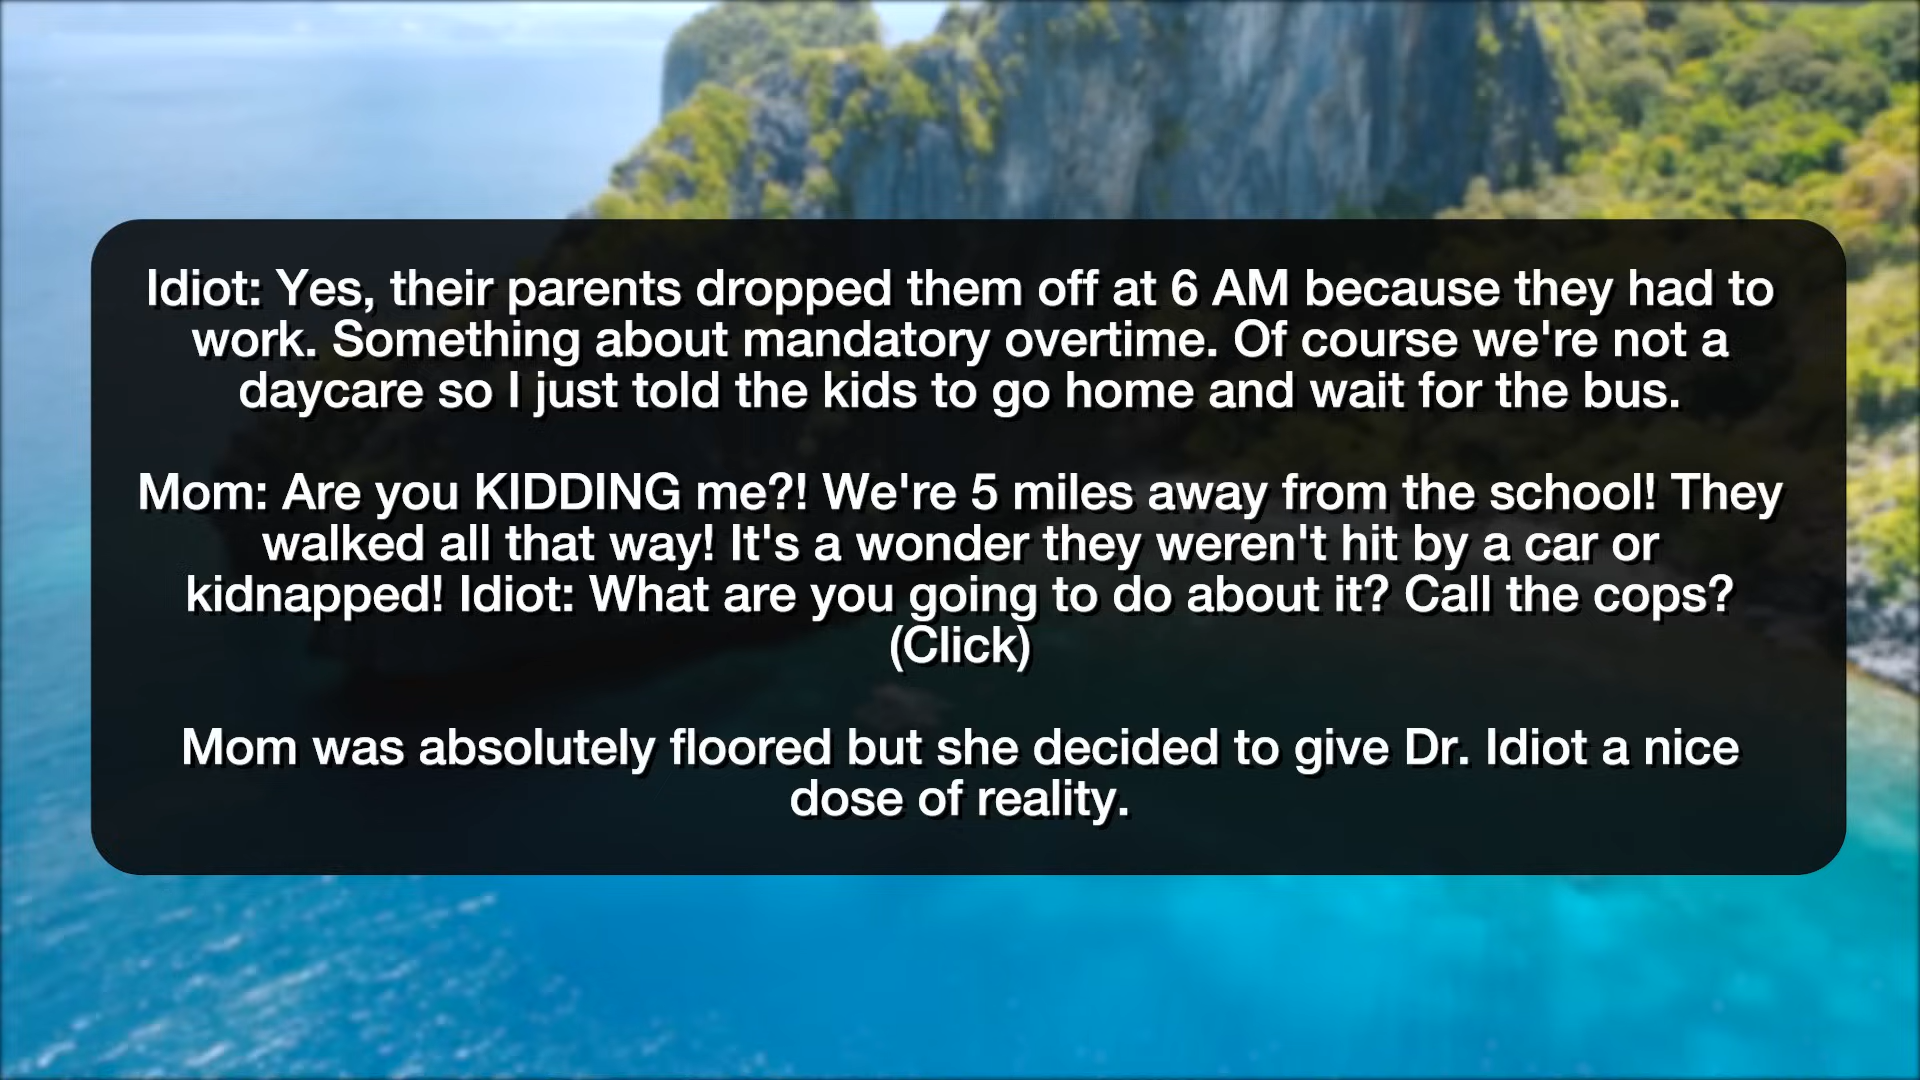 Idiot: Yes, their parents dropped them off at 6 AM because they had to
work. Something about mandatory overtime. Of course we're not a
daycare so I just told the kids to go home and wait for the bus.
Mom: Are you KIDDING me?! We're 5 miles away from the school! They
walked all that way! It's a wonder they weren't hit by a car or
kidnapped! Idiot: What are you going to do about it? Call the cops?
(Click)
Mom was absolutely floored but she decided to give Dr. Idiot a nice
dose of reality.